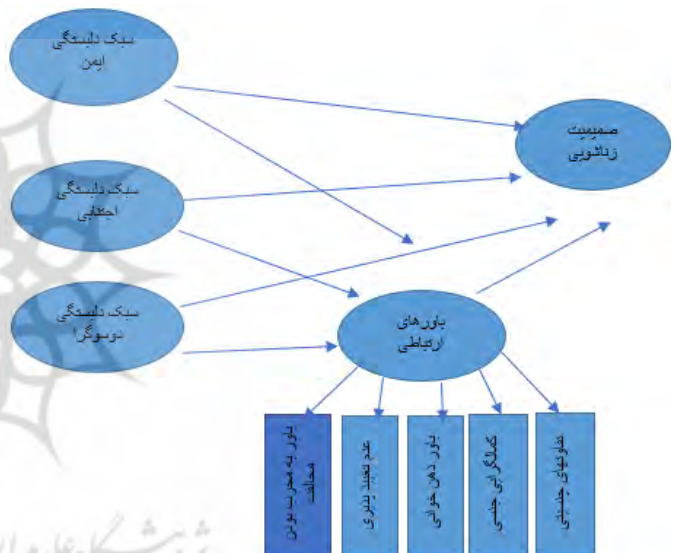 سبک دلبستگی
ایمن
صمیمیت
زناشویی
سبک دلبستگی
اجتنابی
سبک دلبستگی
دوسوگرا
باورهای
ارتباطی
تفاوتهای جنسیتی
کمالگرایی جنسی
باور ذهن خوانی
عدم تغییر پذیری
باور به مخرب بودن
مخالفت